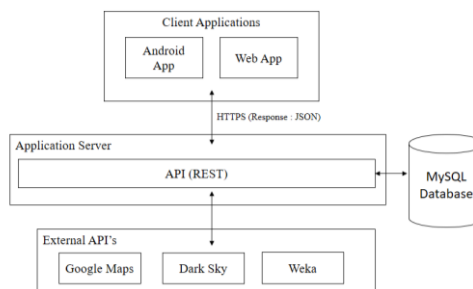 Client Applications
Android
App
Web App
HTTPS (Response : JSON)
Application Server
API (REST)
MySQL
Database
External API's
Google Maps
Dark Sky
Weka